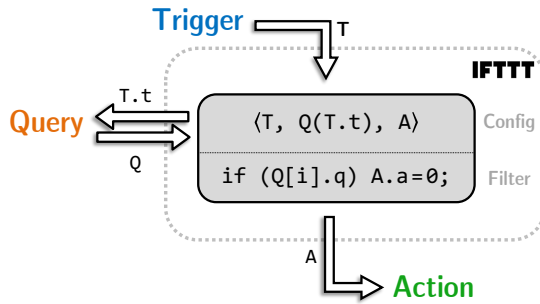 Trigger
T
IFTTT
T.t
Query
Q
⟨T, Q(T.t), A⟩
Config
if (Q[i].q) A.a=0;
Filter
A
Action